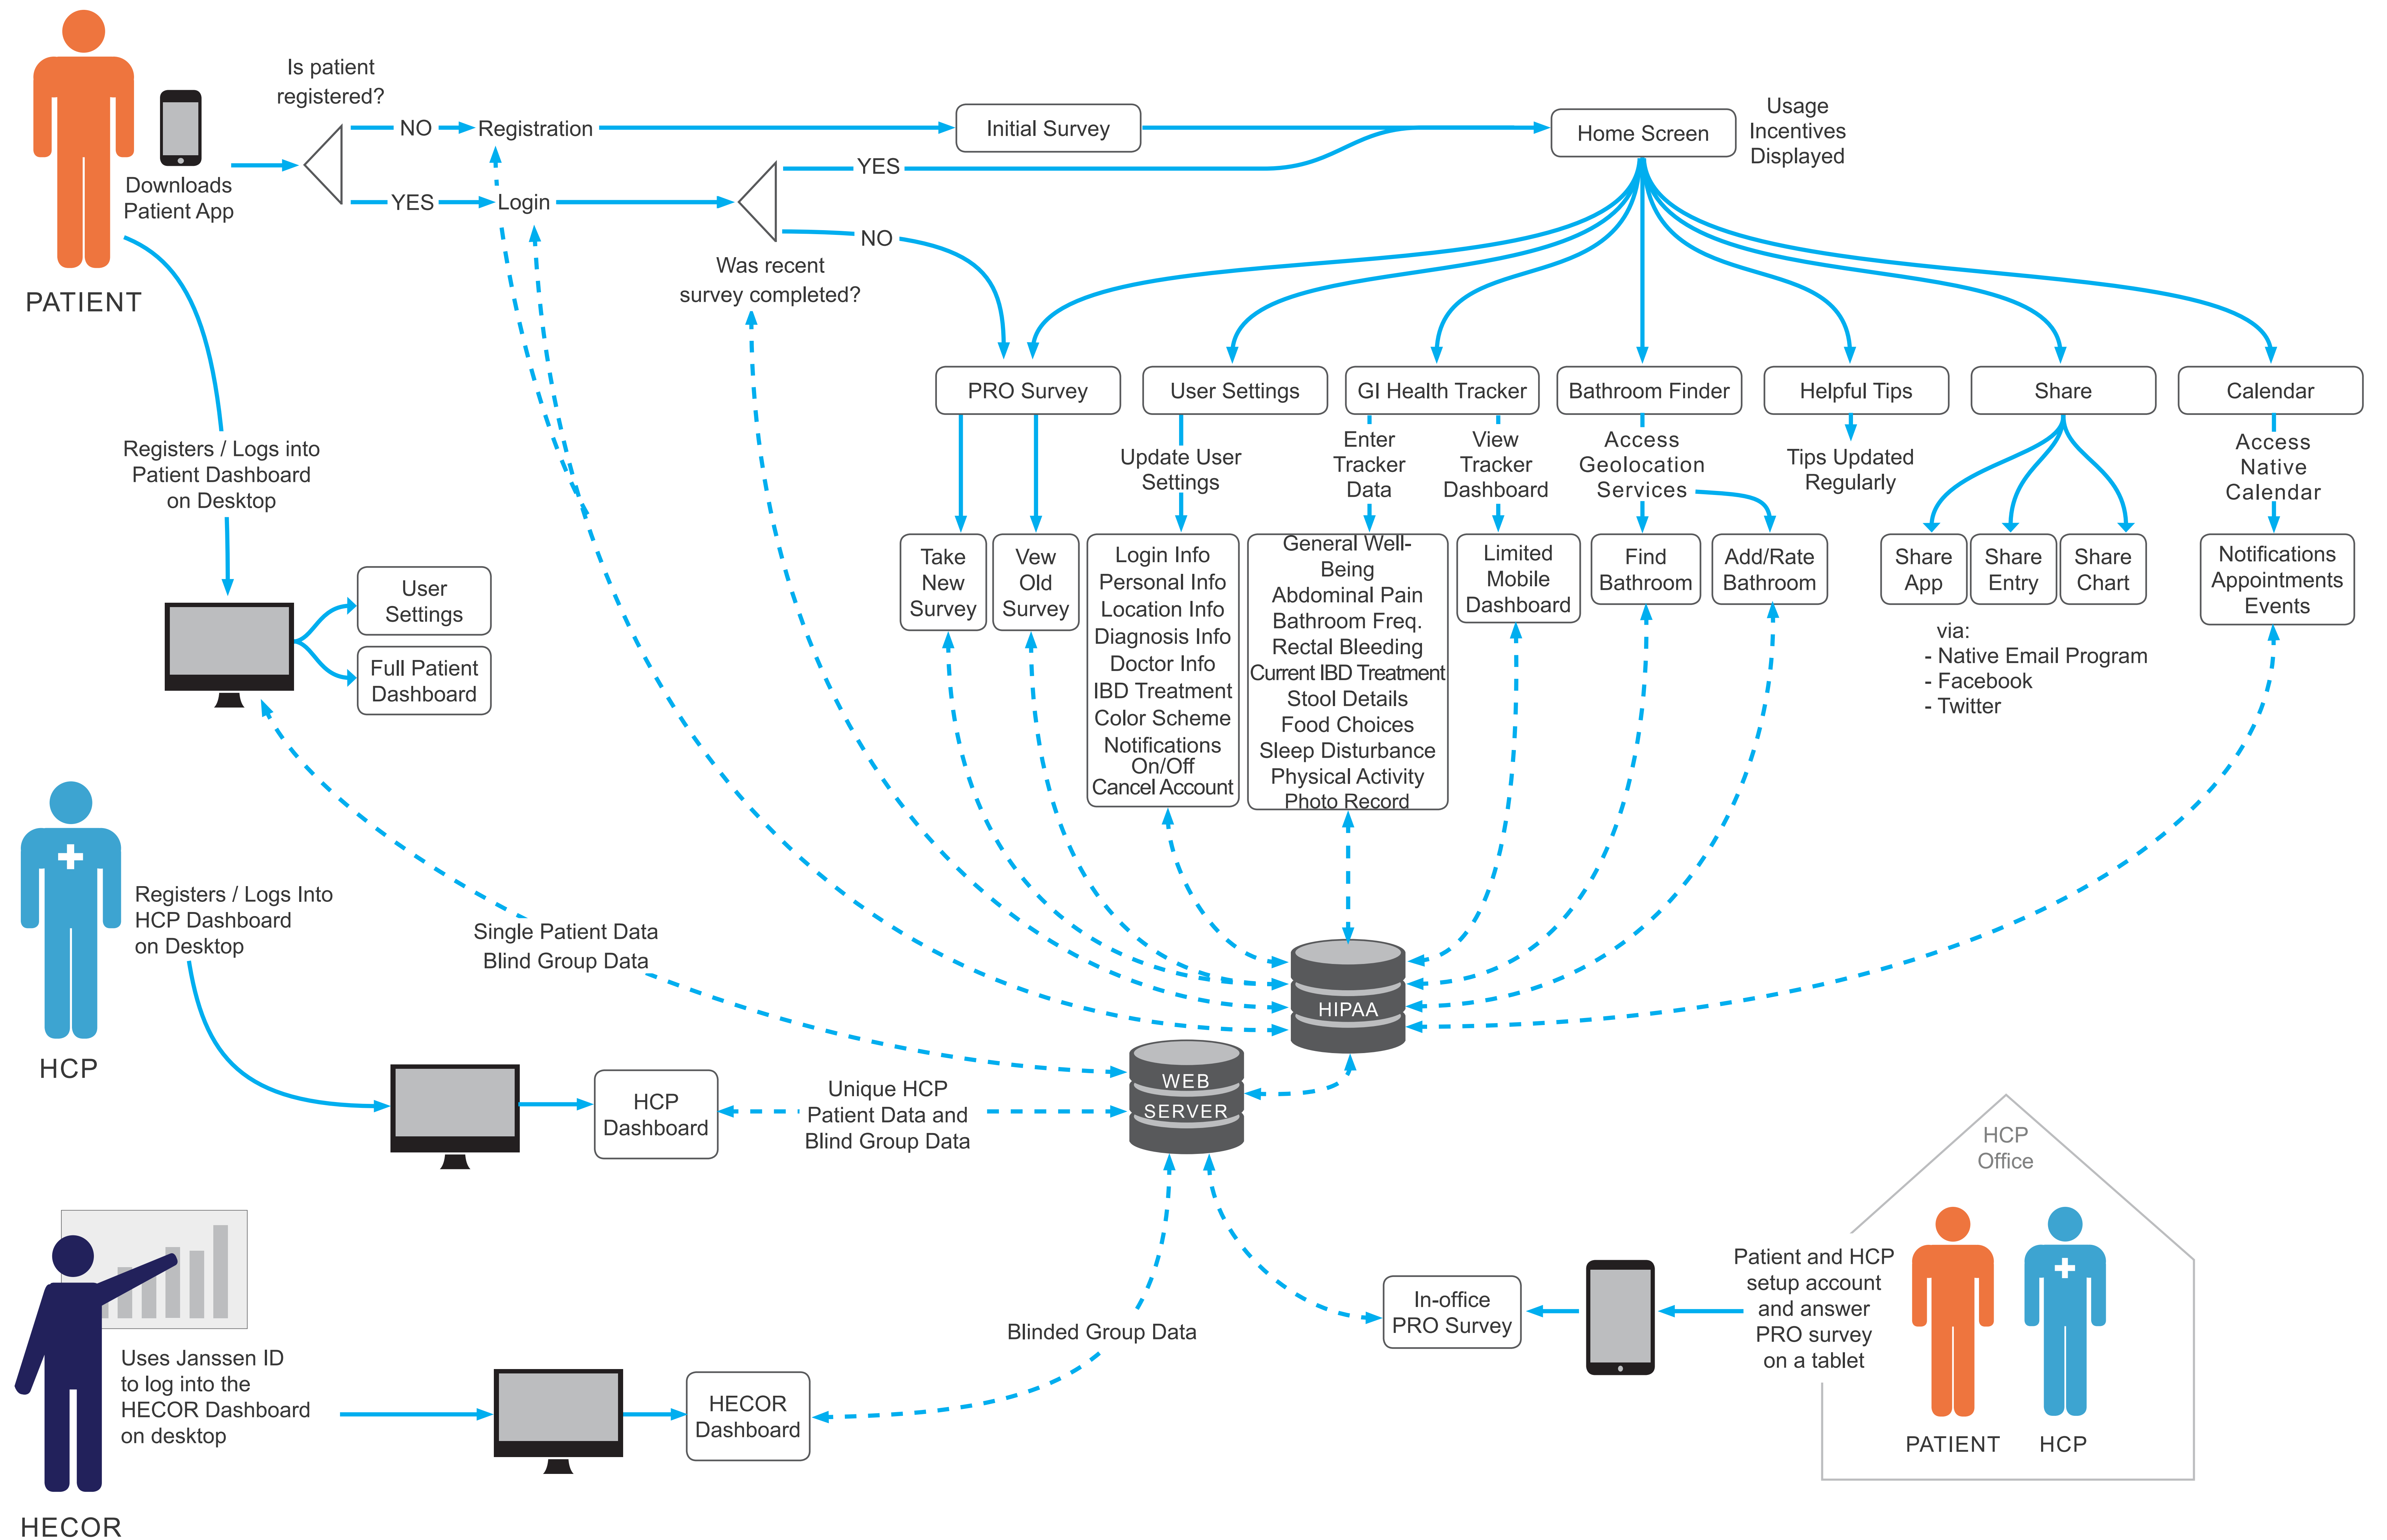 Is patient
registered?
NO
Registration
Initial Survey
Home Screen
Usage
Incentives
Displayed
YES
Downloads
Patient App
YES
Login
NO
Was recent
survey completed?
PATIENT
PRO Survey
User Settings
GI Health Tracker
Bathroom Finder
Helpful Tips
Share
Calendar
Registers / Logs into
Patient Dashboard
on Desktop
Update User
Settings
Enter
Tracker
Data
View
Tracker
Dashboard
Access
Geolocation
Services
Tips Updated
Regularly
Access
Native
Calendar
Take
New
Survey
Vew
Old
Survey
Login Info
Personal Info
Location Info
Diagnosis Info
Doctor Info
IBD Treatment
Color Scheme
Notifications
On/Off
Cancel Account
General Well-
Being
Abdominal Pain
Bathroom Freq.
Rectal Bleeding
Current IBD Treatment
Stool Details
Food Choices
Sleep Disturbance
Physical Activity
Photo Record
Limited
Mobile
Dashboard
Find
Bathroom
Add/Rate
Bathroom
Share
App
Share
Entry
Share
Chart
via:
- Native Email Program
- Facebook
- Twitter
Notifications
Appointments
Events
User
Settings
Full Patient
Dashboard
Registers / Logs Into
HCP Dashboard
on Desktop
HCP
Single Patient Data
Blind Group Data
HIPAA
WEB
SERVER
HCP
Dashboard
Unique HCP
Patient Data and
Blind Group Data
HCP
Office
Patient and HCP
setup account
and answer
PRO survey
on a tablet
PATIENT
HCP
In-office
PRO Survey
Blinded Group Data
Uses Janssen ID
to log into the
HECOR Dashboard
on desktop
HECOR
Dashboard
HECOR